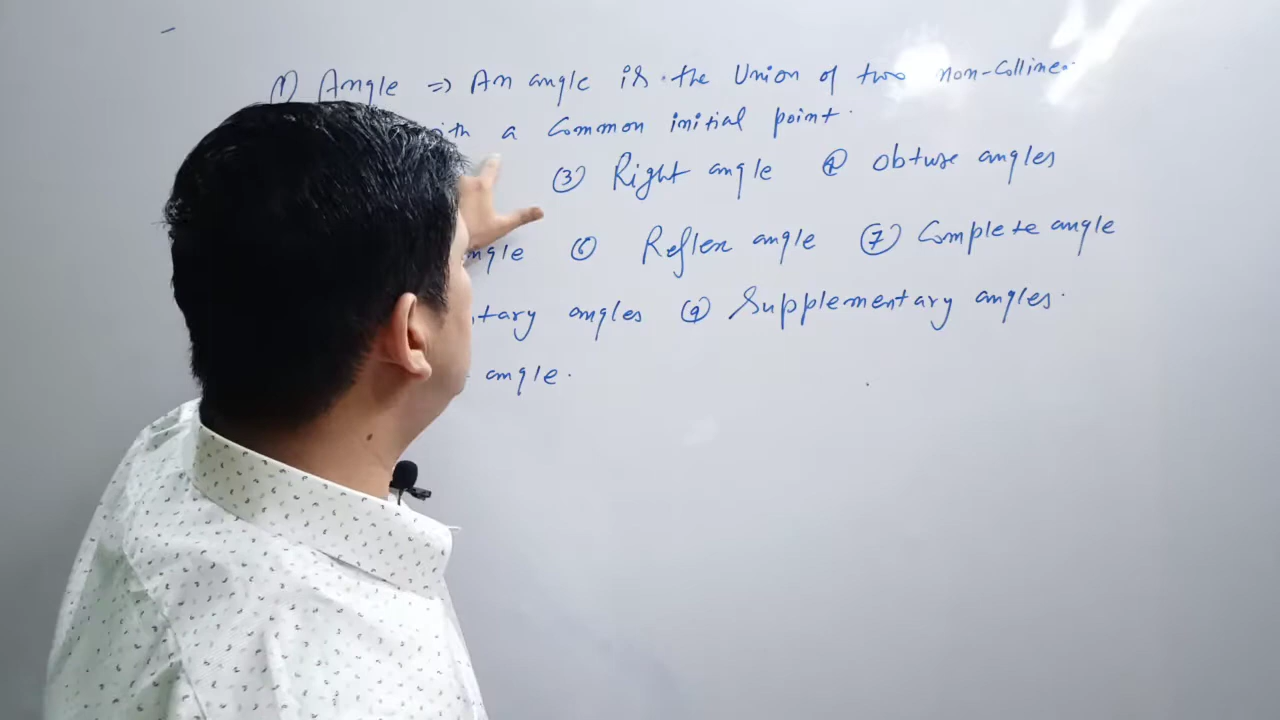 ① Angle ⇒ An angle is the Union of two non-Colline
ith a Common initial point.
③ Right angle ④ obtuse angles
ngle ⑥ Reflex angle ⑦ Complete angle
tary angles ⑨ Supplementary angles.
angle.